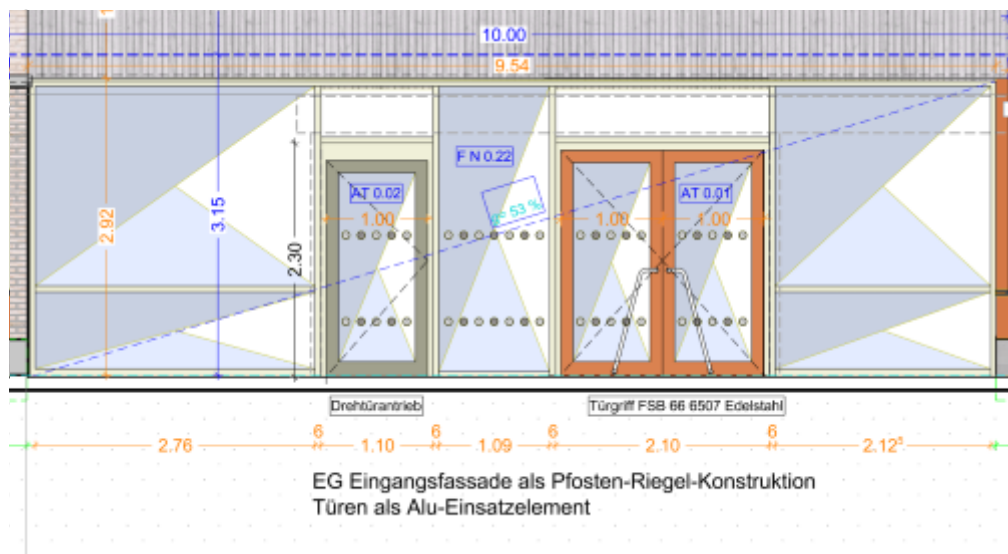 10.00
9.54
F N 0.22
AT 0.02
AT 0.01
g= 53 %
1.00
1.00
1.00
2.92
3.15
2.30
Drehtürantrieb
Türgriff FSB 66 6507 Edelstahl
2.76
6
1.10
6
1.09
6
2.10
6
2.12⁵
EG Eingangsfassade als Pfosten-Riegel-Konstruktion
Türen als Alu-Einsatzelement